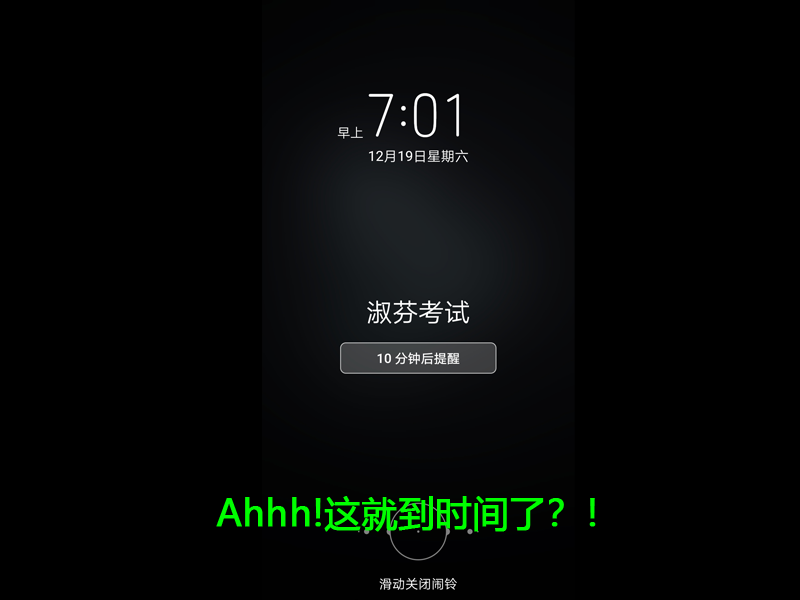 早上 7:01
12月19日星期六
淑芬考试
10 分钟后提醒
Ahhh!这就到时间了？！
滑动关闭闹铃